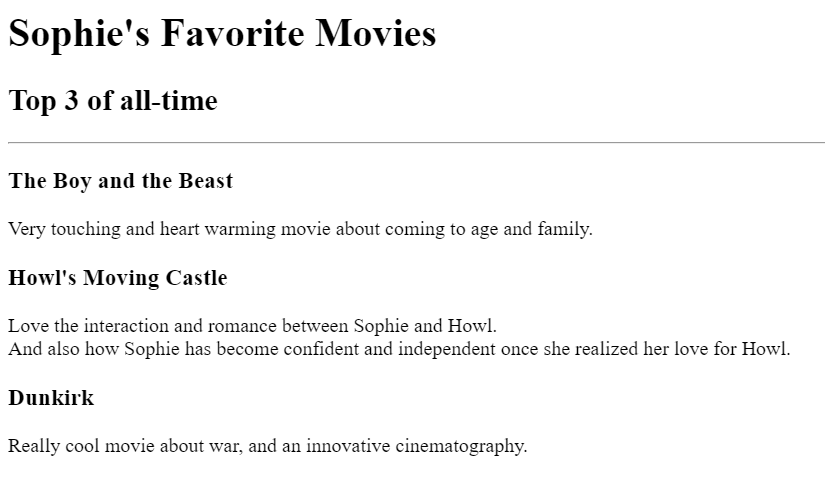 Sophie's Favorite Movies
Top 3 of all-time
The Boy and the Beast
Very touching and heart warming movie about coming to age and family.
Howl's Moving Castle
Love the interaction and romance between Sophie and Howl.
And also how Sophie has become confident and independent once she realized her love for Howl.
Dunkirk
Really cool movie about war, and an innovative cinematography.